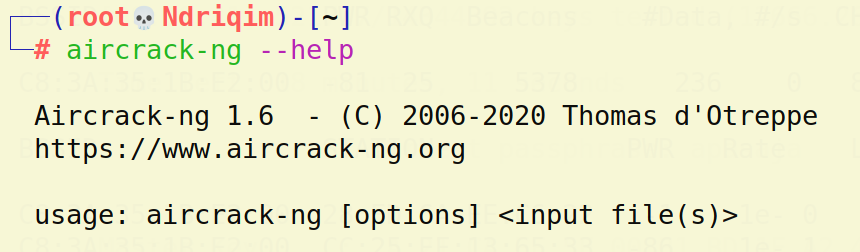 (root💀Ndriqim)-[~]
# aircrack-ng --help
Aircrack-ng 1.6  - (C) 2006-2020 Thomas d'Otreppe
https://www.aircrack-ng.org
usage: aircrack-ng [options] <input file(s)>